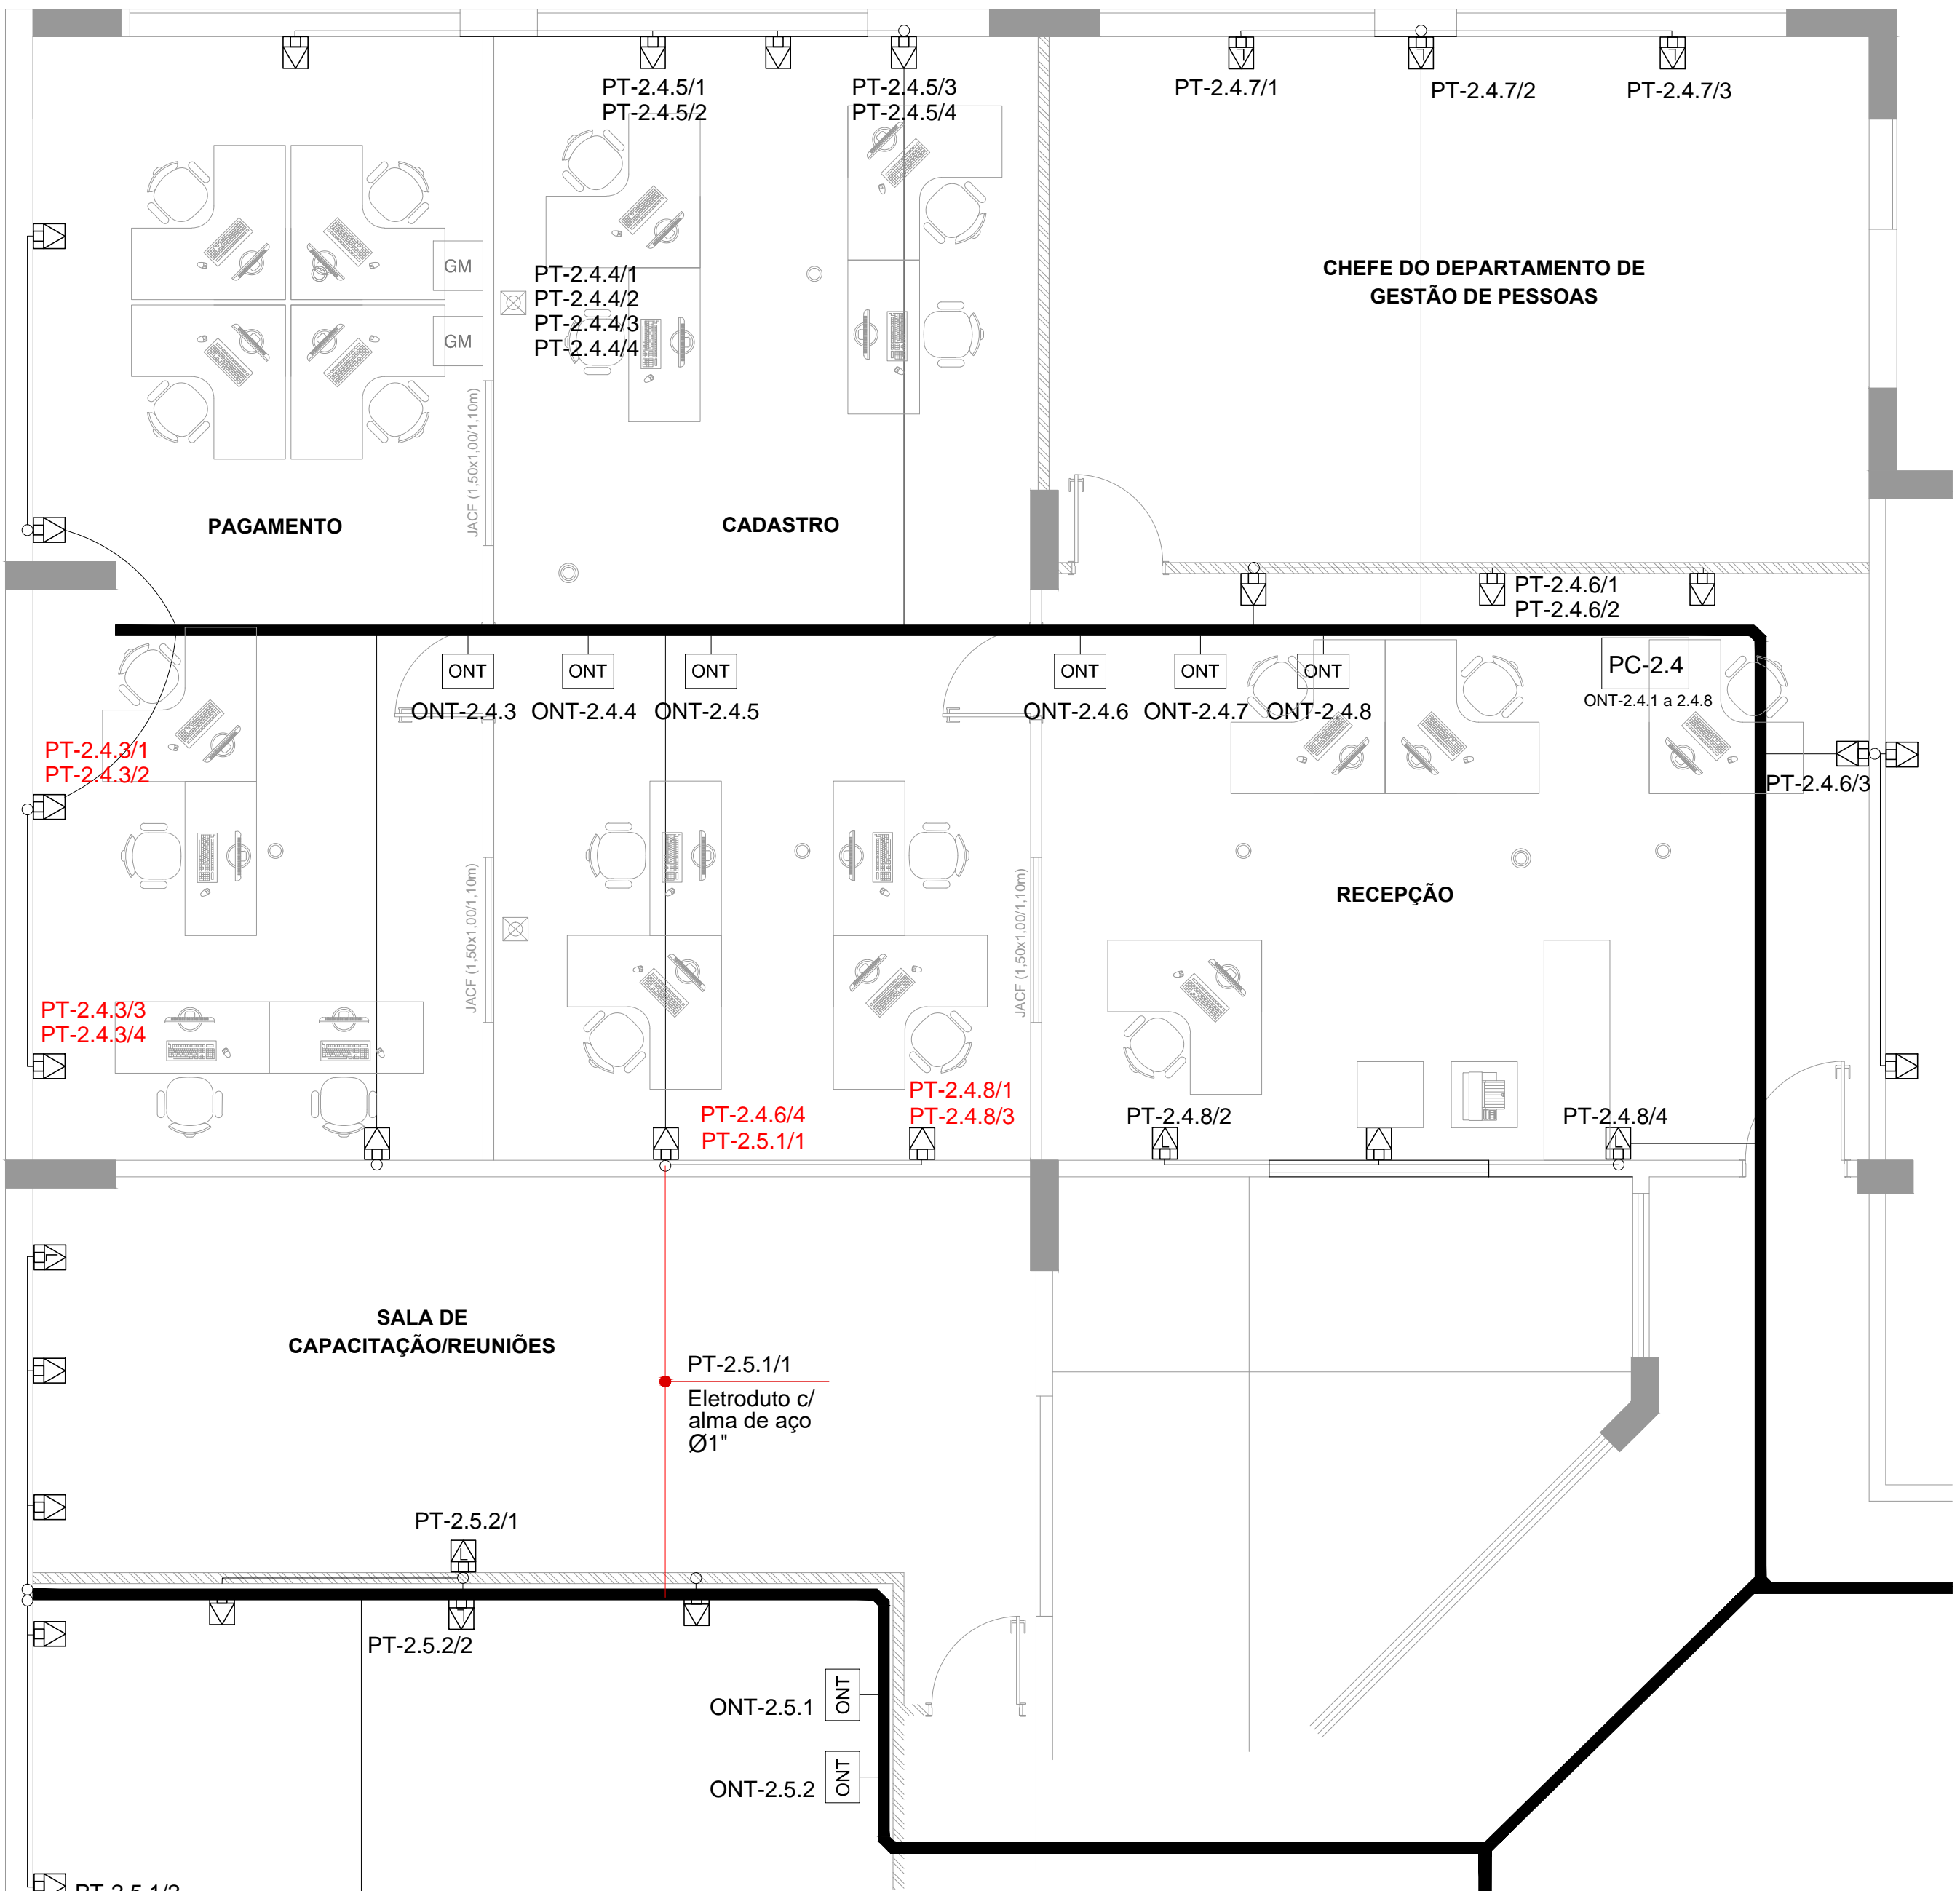 PT-2.4.5/1
PT-2.4.5/2
PT-2.4.5/3
PT-2.4.5/4
PT-2.4.7/1
PT-2.4.7/2
PT-2.4.7/3
GM
GM
PT-2.4.4/1
PT-2.4.4/2
PT-2.4.4/3
PT-2.4.4/4
CHEFE DO DEPARTAMENTO DE
GESTÃO DE PESSOAS
JACF (1,50x1,00/1,10m)
PAGAMENTO
CADASTRO
PT-2.4.6/1
PT-2.4.6/2
ONT
ONT-2.4.3
ONT
ONT-2.4.4
ONT
ONT-2.4.5
ONT
ONT-2.4.6
ONT
ONT-2.4.7
ONT
ONT-2.4.8
PC-2.4
ONT-2.4.1 a 2.4.8
PT-2.4.3/1
PT-2.4.3/2
PT-2.4.6/3
JACF (1,50x1,00/1,10m)
JACF (1,50x1,00/1,10m)
RECEPÇÃO
PT-2.4.3/3
PT-2.4.3/4
PT-2.4.6/4
PT-2.5.1/1
PT-2.4.8/1
PT-2.4.8/3
PT-2.4.8/2
PT-2.4.8/4
SALA DE
CAPACITAÇÃO/REUNIÕES
PT-2.5.1/1
Eletroduto c/
alma de aço
Ø1"
PT-2.5.2/1
PT-2.5.2/2
ONT-2.5.1
ONT
ONT-2.5.2
ONT